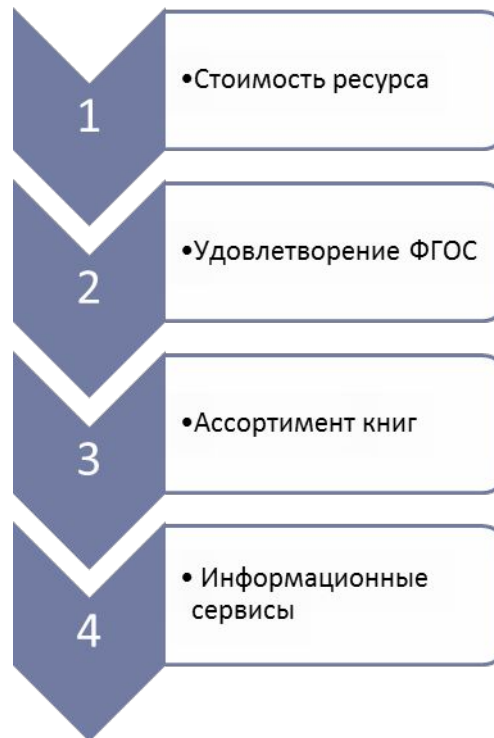 1
•Стоимость ресурса
2
•Удовлетворение ФГОС
3
•Ассортимент книг
4
• Информационные
сервисы